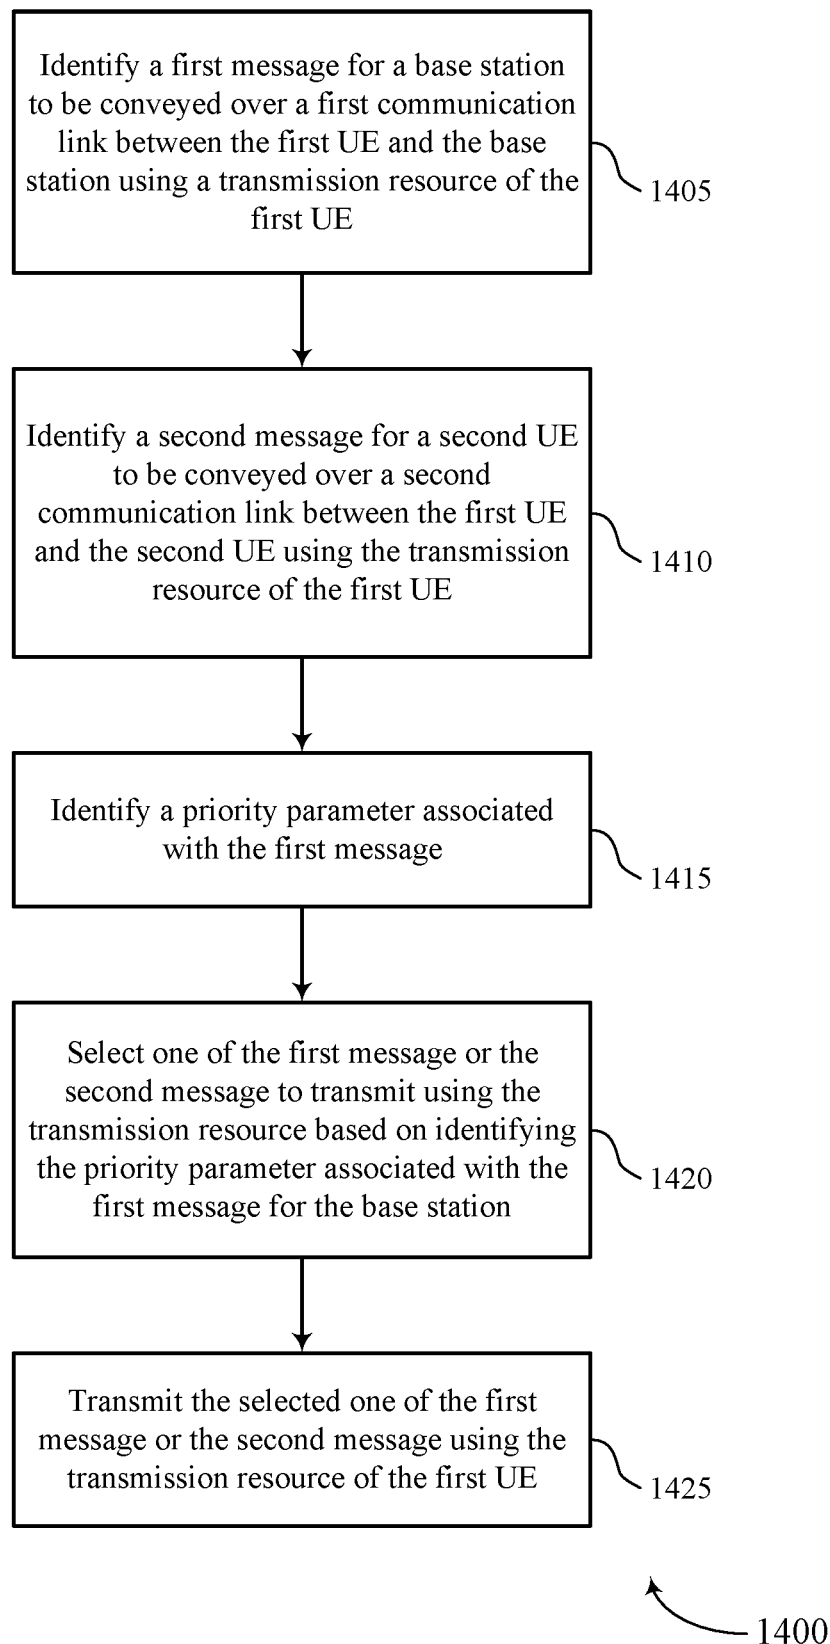 Identify a first message for a base station
to be conveyed over a first communication
link between the first UE and the base
station using a transmission resource of the
first UE
1405
Identify a second message for a second UE
to be conveyed over a second
communication link between the first UE
and the second UE using the transmission
resource of the first UE
1410
Identify a priority parameter associated
with the first message
1415
Select one of the first message or the
second message to transmit using the
transmission resource based on identifying
the priority parameter associated with the
first message for the base station
1420
Transmit the selected one of the first
message or the second message using the
transmission resource of the first UE
1425
1400